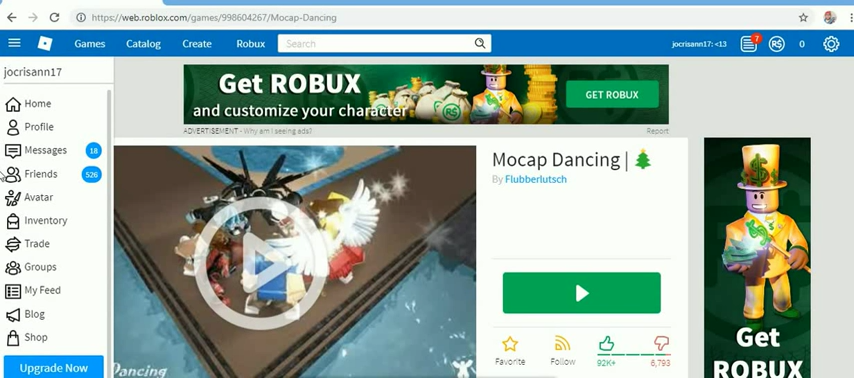 https://web.roblox.com/games/998604267/Mocap-Dancing
Games Catalog Create Robux Search jocrisann17: <13 7 R$ 0
jocrisann17
Home
Profile
Messages 18
Friends 526
Avatar
Inventory
Trade
Groups
My Feed
Blog
Shop
Upgrade Now
Get ROBUX
and customize your character
GET ROBUX
ADVERTISEMENT - Why am I seeing ads?
Report
Mocap Dancing |
By Flubberlutsch
Favorite Follow 92K+ 6,793
Dancing
Get
ROBUX